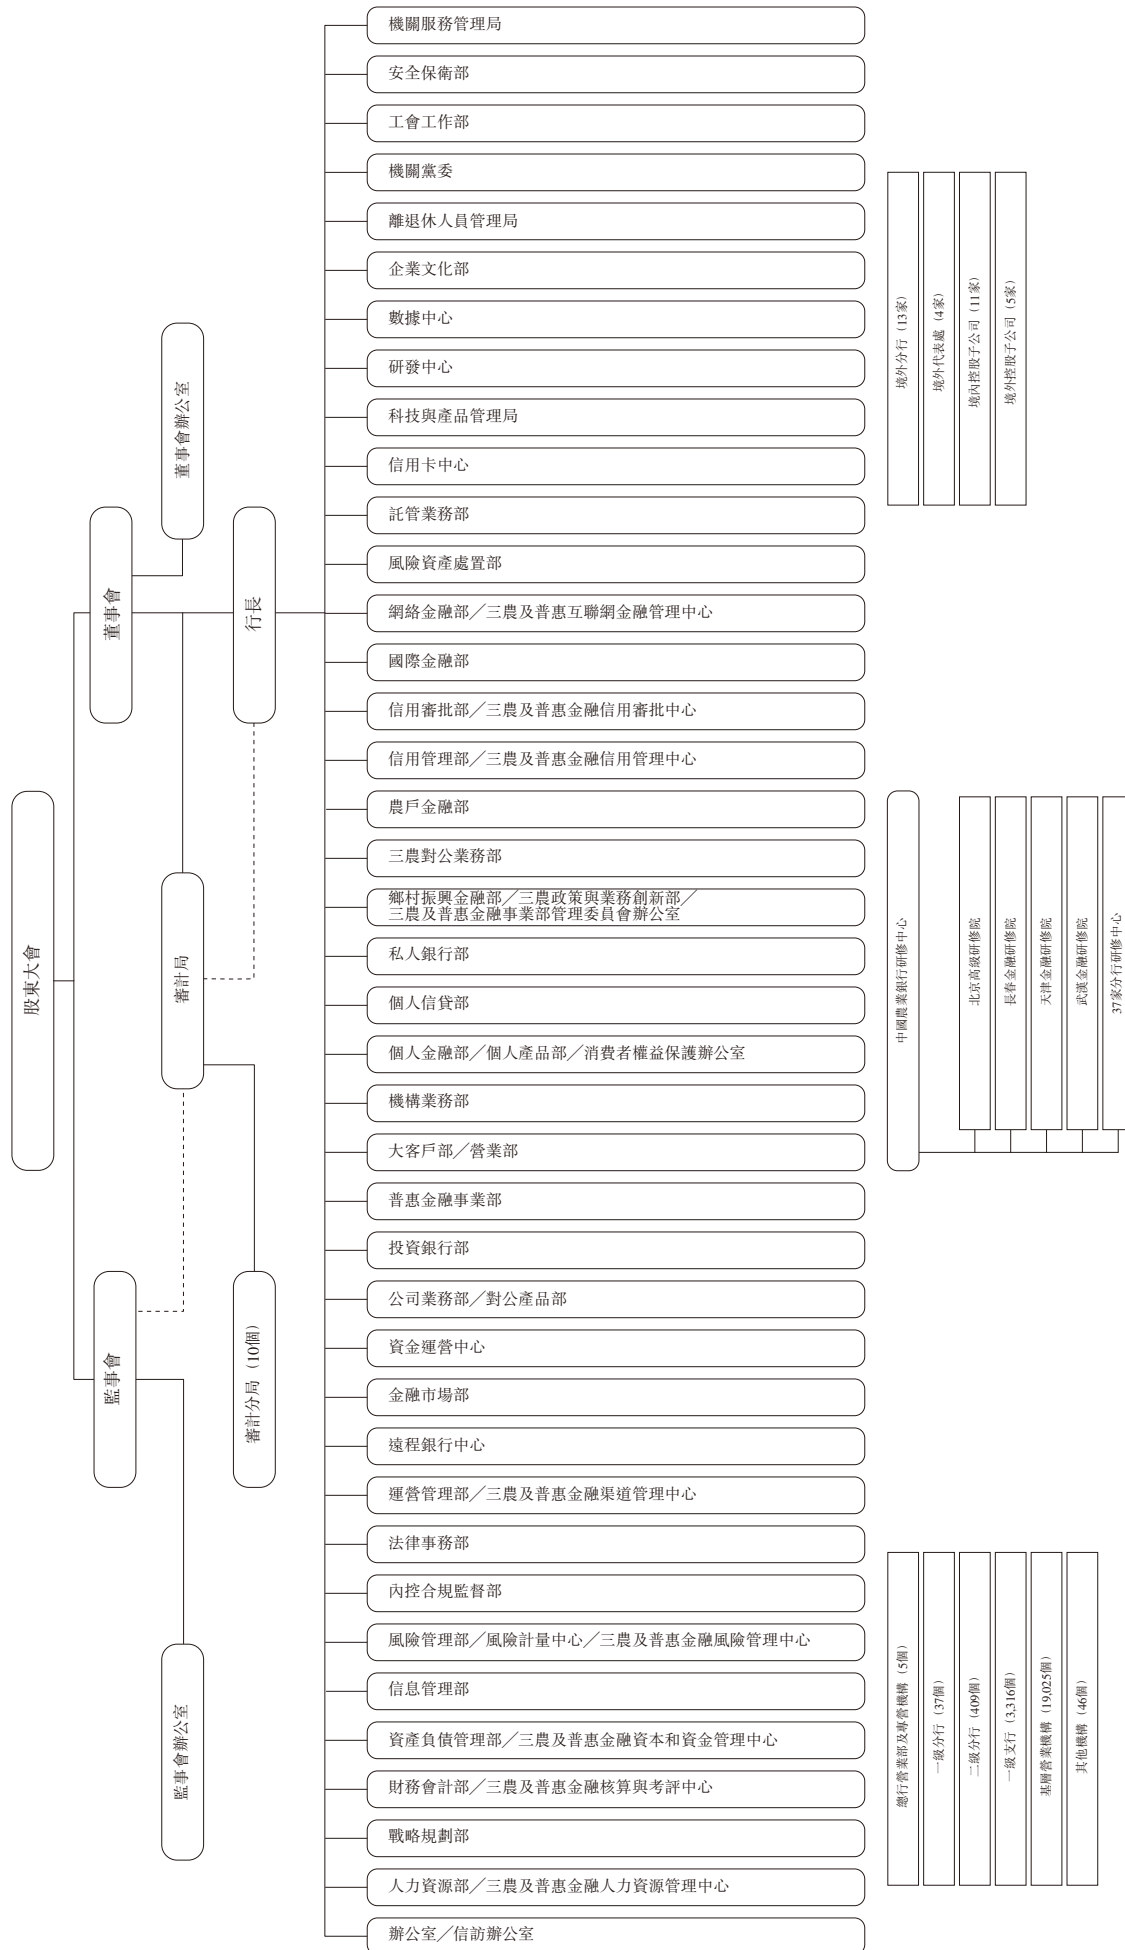 股東大會
董事會
監事會
董事會辦公室
審計局
監事會辦公室
行長
審計分局（10個）
機關服務管理局
安全保衛部
工會工作部
機關黨委
離退休人員管理局
企業文化部
數據中心
研發中心
科技與產品管理局
信用卡中心
託管業務部
風險資產處置部
網絡金融部／三農及普惠互聯網金融管理中心
國際金融部
信用審批部／三農及普惠金融信用審批中心
信用管理部／三農及普惠金融信用管理中心
農戶金融部
三農對公業務部
鄉村振興金融部／三農政策與業務創新部／
三農及普惠金融事業部管理委員會辦公室
私人銀行部
個人信貸部
個人金融部／個人產品部／消費者權益保護辦公室
機構業務部
大客戶部／營業部
普惠金融事業部
投資銀行部
公司業務部／對公產品部
資金運營中心
金融市場部
遠程銀行中心
運營管理部／三農及普惠金融渠道管理中心
法律事務部
內控合規監督部
風險管理部／風險計量中心／三農及普惠金融風險管理中心
信息管理部
資產負債管理部／三農及普惠金融資本和資金管理中心
財務會計部／三農及普惠金融核算與考評中心
戰略規劃部
人力資源部／三農及普惠金融人力資源管理中心
辦公室／信訪辦公室
境外分行（13家）
境外代表處（4家）
境內控股子公司（11家）
境外控股子公司（5家）
中國農業銀行研修中心
北京高級研修院
長春金融研修院
天津金融研修院
武漢金融研修院
37家分行研修中心
總行營業部及專營機構（5個）
一級分行（37個）
二級分行（409個）
一級支行（3,316個）
基層營業機構（19,025個）
其他機構（46個）